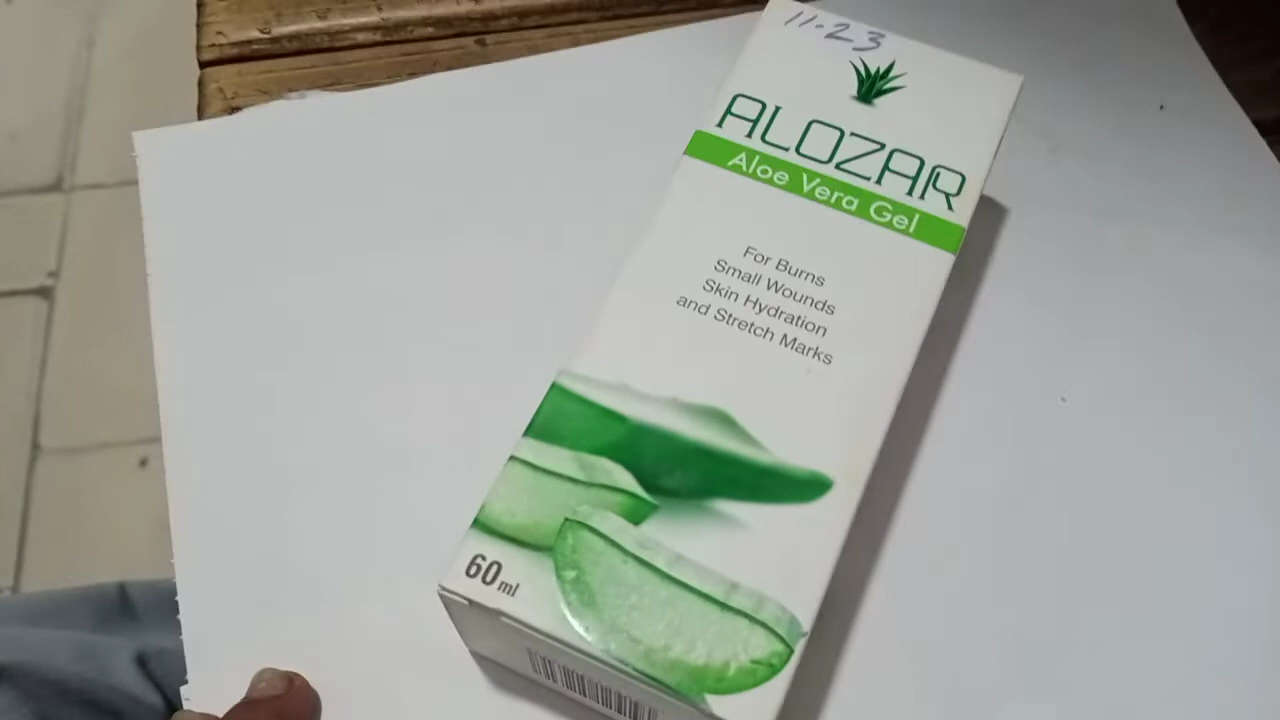 11.23
ALOZAR
Aloe Vera Gel
For Burns
Small Wounds
Skin Hydration
and Stretch Marks
60ml